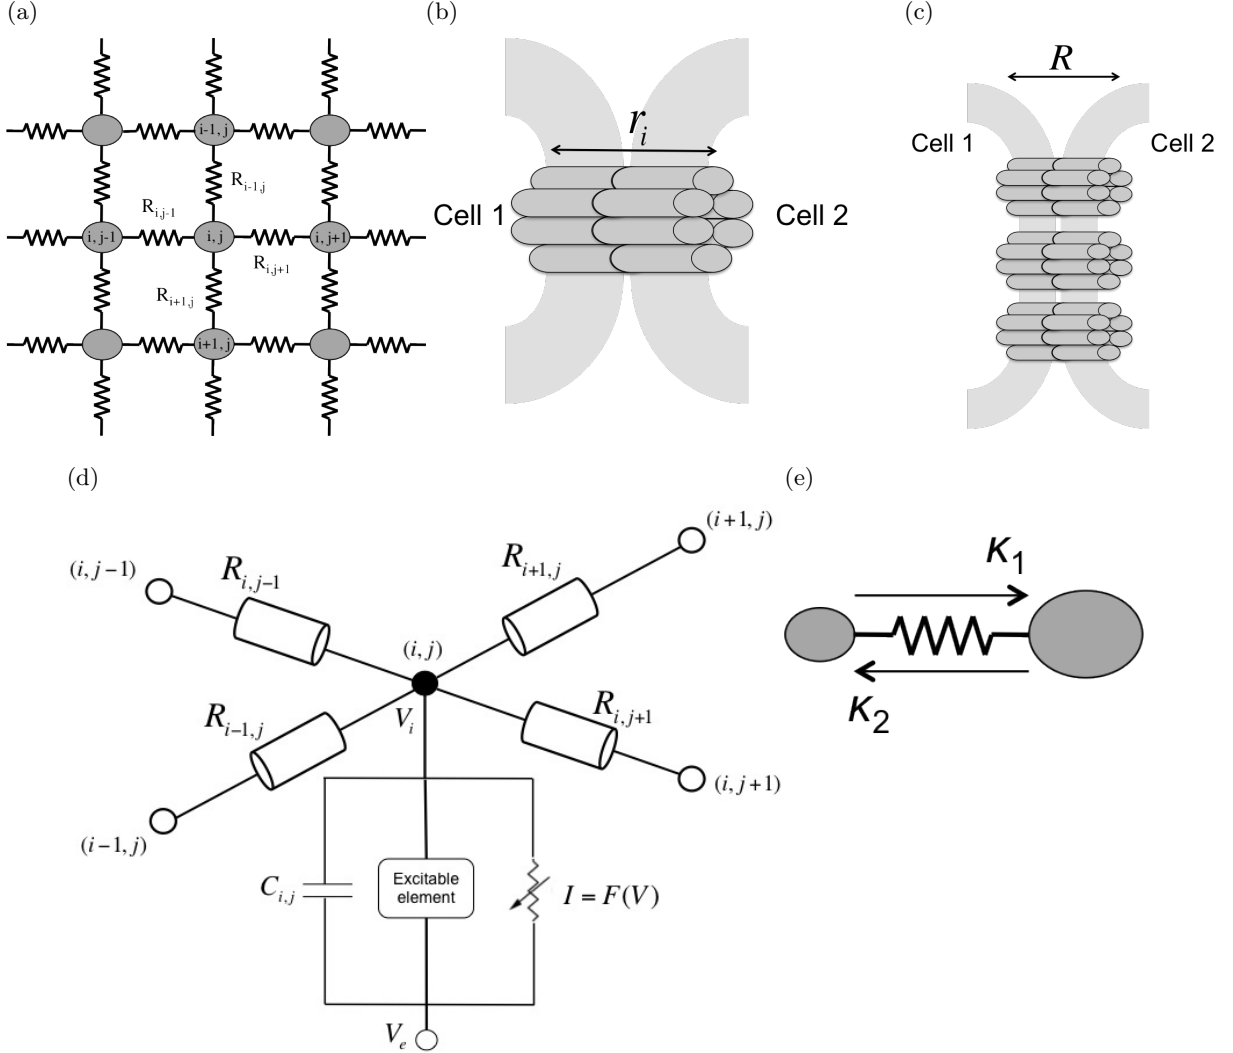 (a)
(b)
(c)
i-1, j
R_{i-1,j}
R_{i,j-1}
i, j-1
i, j
i, j+1
R_{i,j+1}
R_{i+1,j}
i+1, j
r_i
Cell 1
Cell 2
R
Cell 1
Cell 2
(d)
(e)
(i, j−1)
R_{i,j−1}
R_{i+1,j}
(i+1, j)
(i, j)
V_i
R_{i−1,j}
R_{i,j+1}
(i−1, j)
(i, j+1)
C_{i,j}
Excitable
element
I = F(V)
V_e
κ_1
κ_2